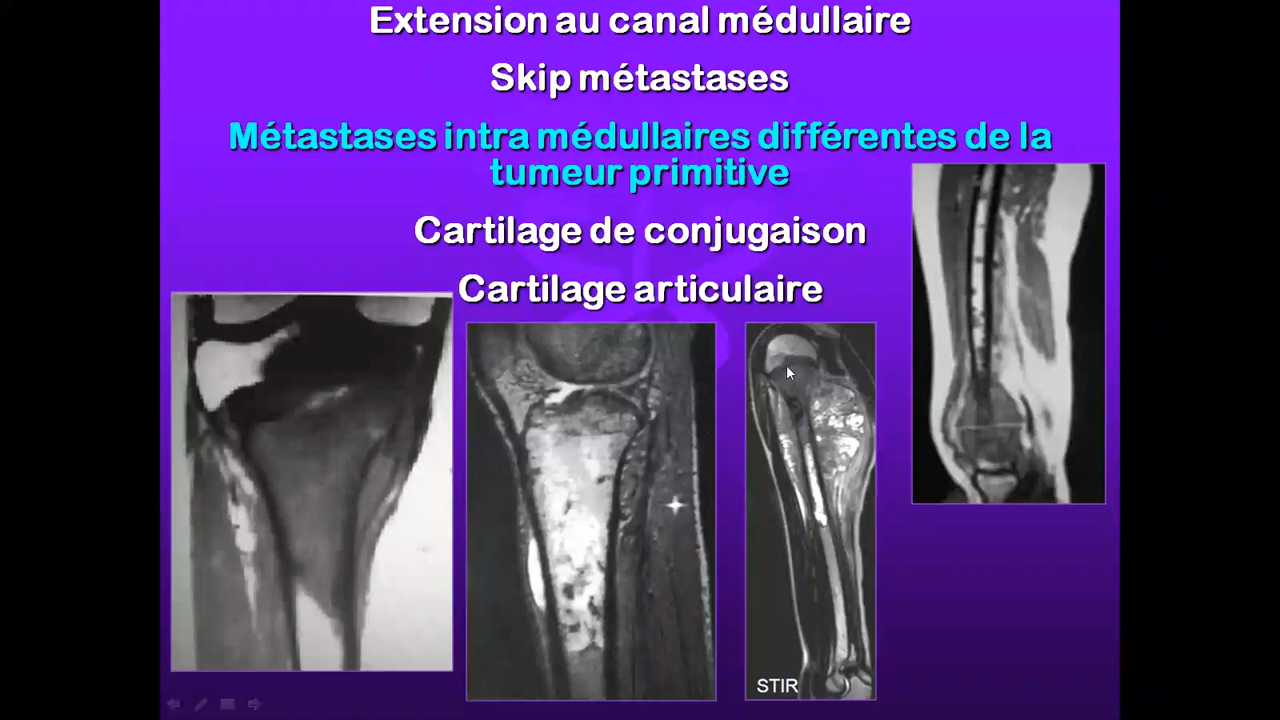 Extension au canal médullaire
Skip métastases
Métastases intra médullaires différentes de la
tumeur primitive
Cartilage de conjugaison
Cartilage articulaire
STIR